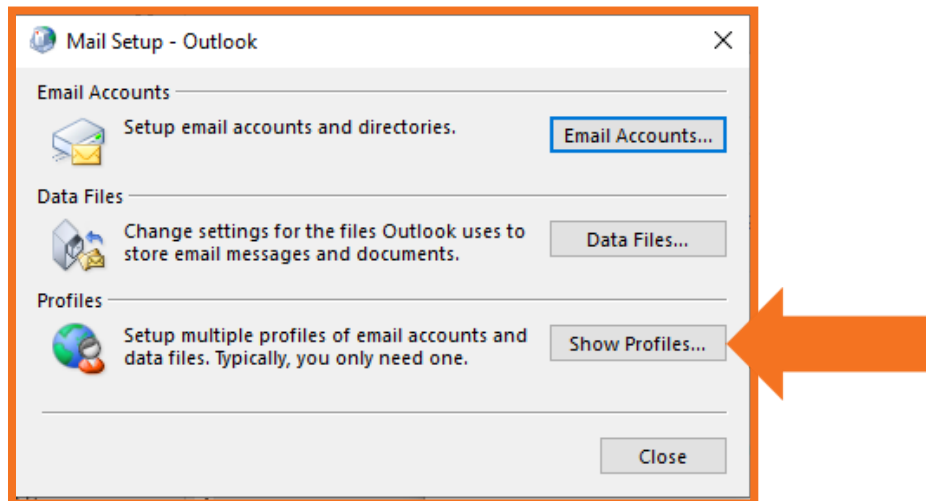 Mail Setup - Outlook
Email Accounts
Setup email accounts and directories.
Email Accounts...
Data Files
Change settings for the files Outlook uses to
store email messages and documents.
Data Files...
Profiles
Setup multiple profiles of email accounts and
data files. Typically, you only need one.
Show Profiles...
Close